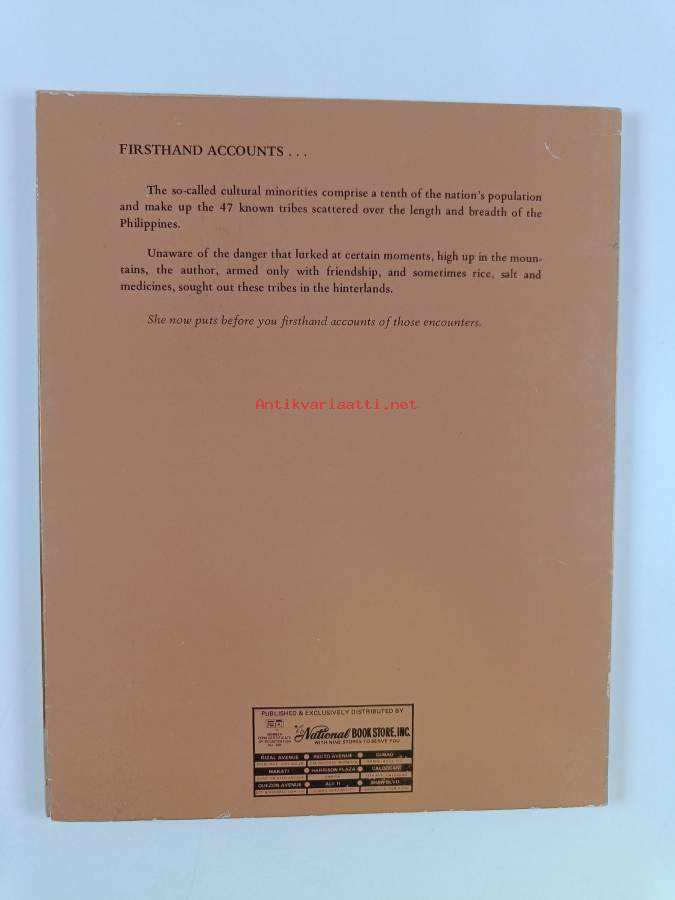 FIRSTHAND ACCOUNTS . . .
The so-called cultural minorities comprise a tenth of the nation's population
and make up the 47 known tribes scattered over the length and breadth of the
Philippines.
Unaware of the danger that lurked at certain moments, high up in the moun-
tains, the author, armed only with friendship, and sometimes rice, salt and
medicines, sought out these tribes in the hinterlands.
She now puts before you firsthand accounts of those encounters.
Antikvariaatti.net
PUBLISHED & EXCLUSIVELY DISTRIBUTED BY
National BOOK STORE, INC.
WITH NINE STORES TO SERVE YOU
RIZAL AVENUE
CUBAO
MAKATI
HARRISON PLAZA
QUEZON AVENUE
ALI II
SHAW BLVD.